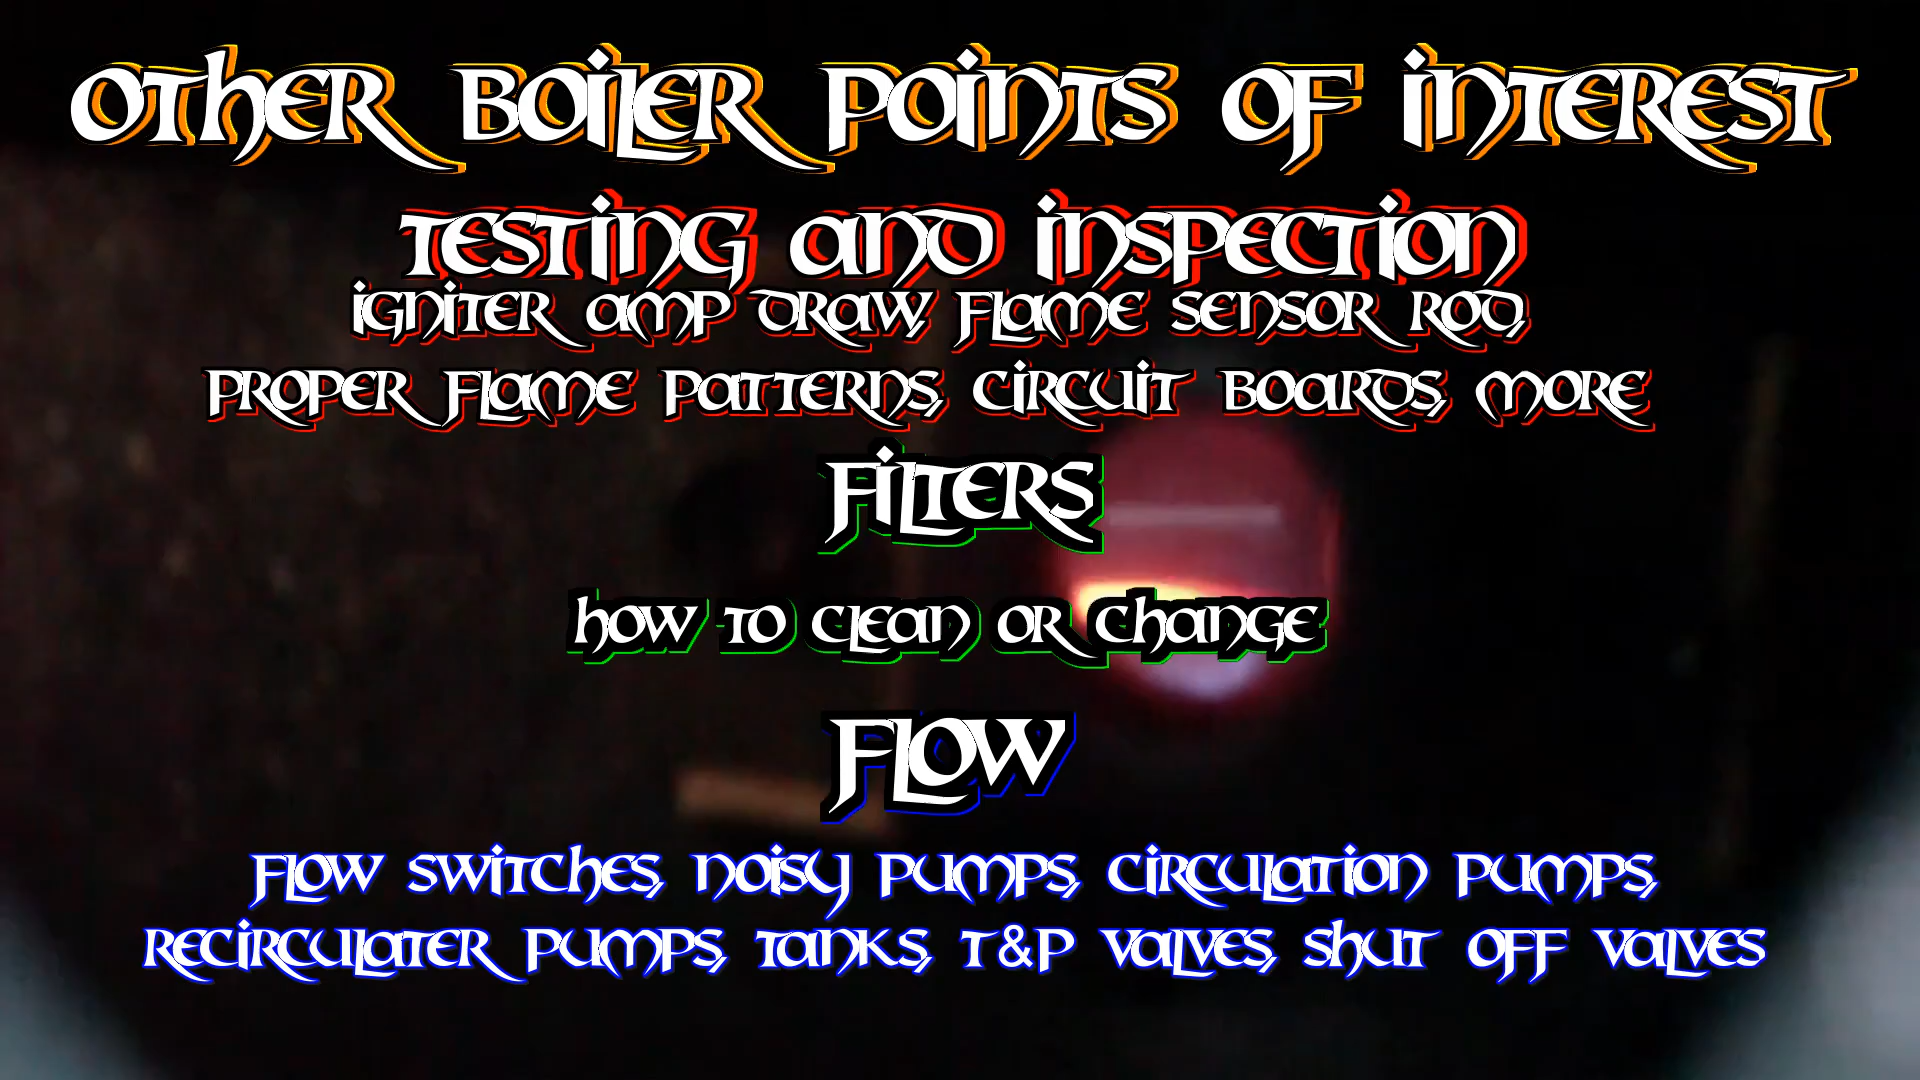 OTHER BOILER POINTS OF INTEREST
TESTING AND INSPECTION
IGNITER AMP DRAW, FLAME SENSOR ROD,
PROPER FLAME PATTERNS, CIRCUIT BOARDS, MORE
FILTERS
HOW TO CLEAN OR CHANGE
FLOW
FLOW SWITCHES, NOISY PUMPS, CIRCULATION PUMPS,
RECIRCULATER PUMPS, TANKS, T&P VALVES, SHUT OFF VALVES